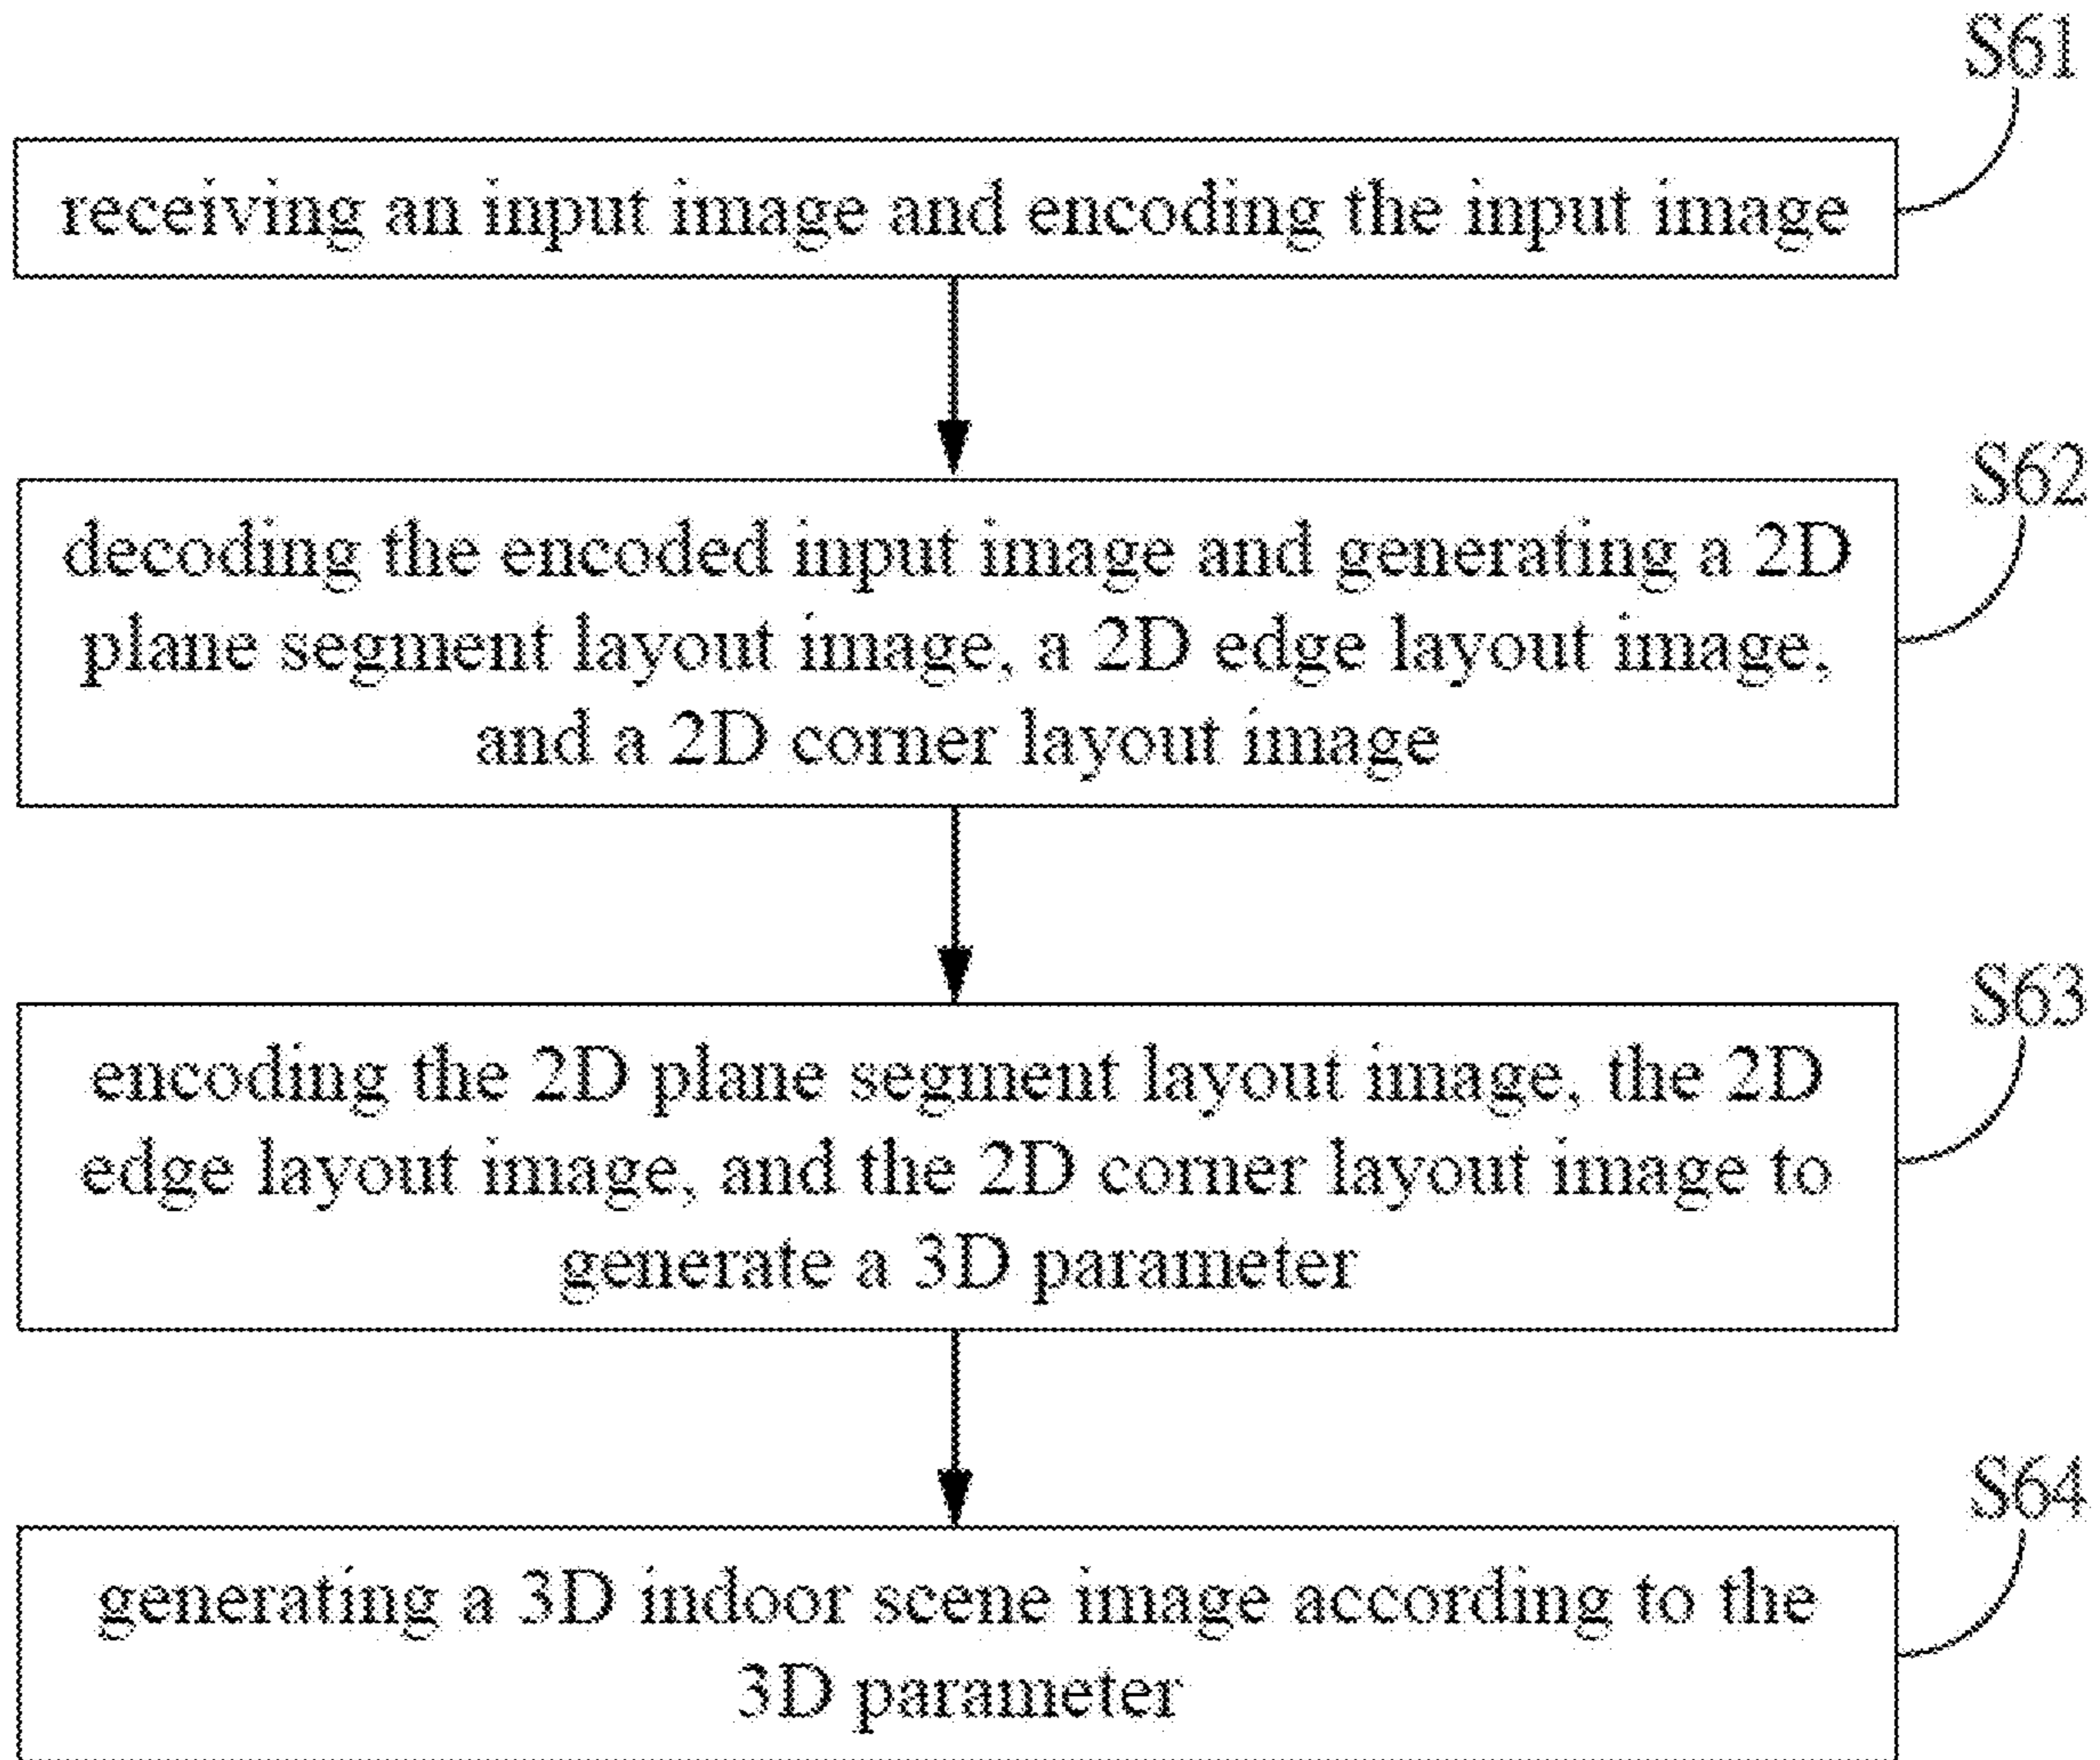 S61
receiving an input image and encoding the input image
S62
decoding the encoded input image and generating a 2D
plane segment layout image, a 2D edge layout image,
and a 2D corner layout image
S63
encoding the 2D plane segment layout image, the 2D
edge layout image, and the 2D corner layout image to
generate a 3D parameter
S64
generating a 3D indoor scene image according to the
3D parameter